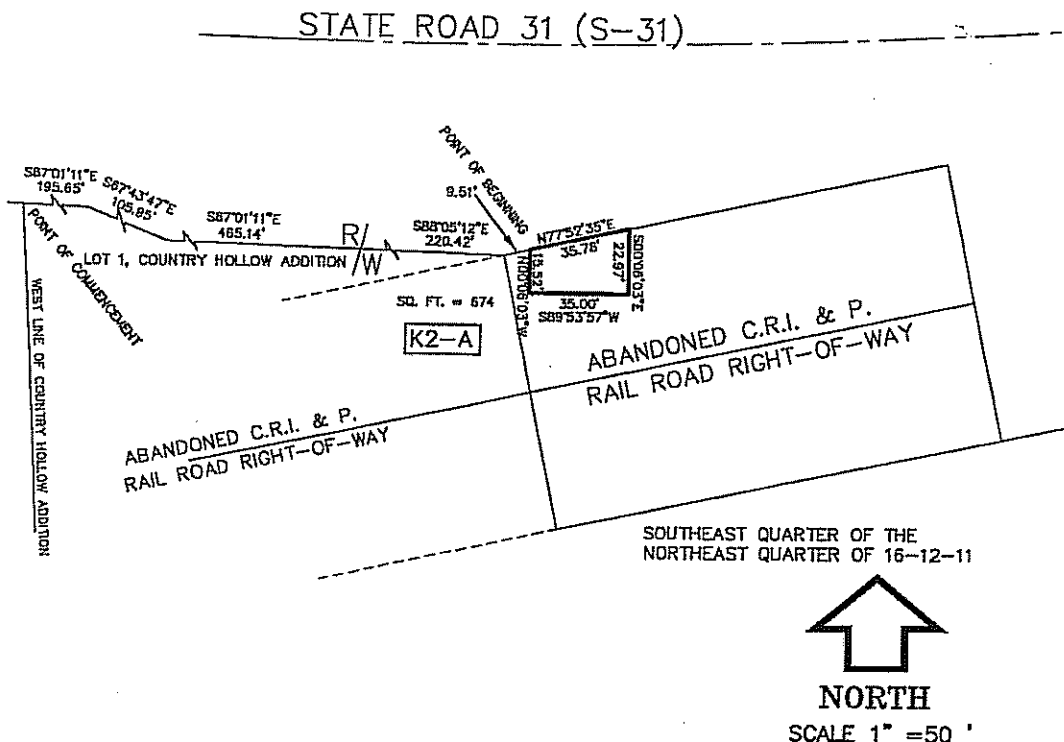 STATE ROAD 31 (S-31)
POINT OF BEGINNING
9.51'
S87°01'11"E
195.65'
S67°43'47"E
105.95'
S87°01'11"E
465.14'
R/W
S88°05'12"E
220.42'
N77°52'35"E
35.78'
N00°06'03"W
15.52'
22.97'
S00°06'03"E
35.00'
S89°53'57"W
POINT OF COMMENCEMENT
LOT 1, COUNTRY HOLLOW ADDITION
SQ. FT. = 674
K2-A
WEST LINE OF COUNTRY HOLLOW ADDITION
ABANDONED C.R.I. & P.
RAIL ROAD RIGHT-OF-WAY
ABANDONED C.R.I. & P.
RAIL ROAD RIGHT-OF-WAY
SOUTHEAST QUARTER OF THE
NORTHEAST QUARTER OF 16-12-11
NORTH
SCALE 1" =50 '